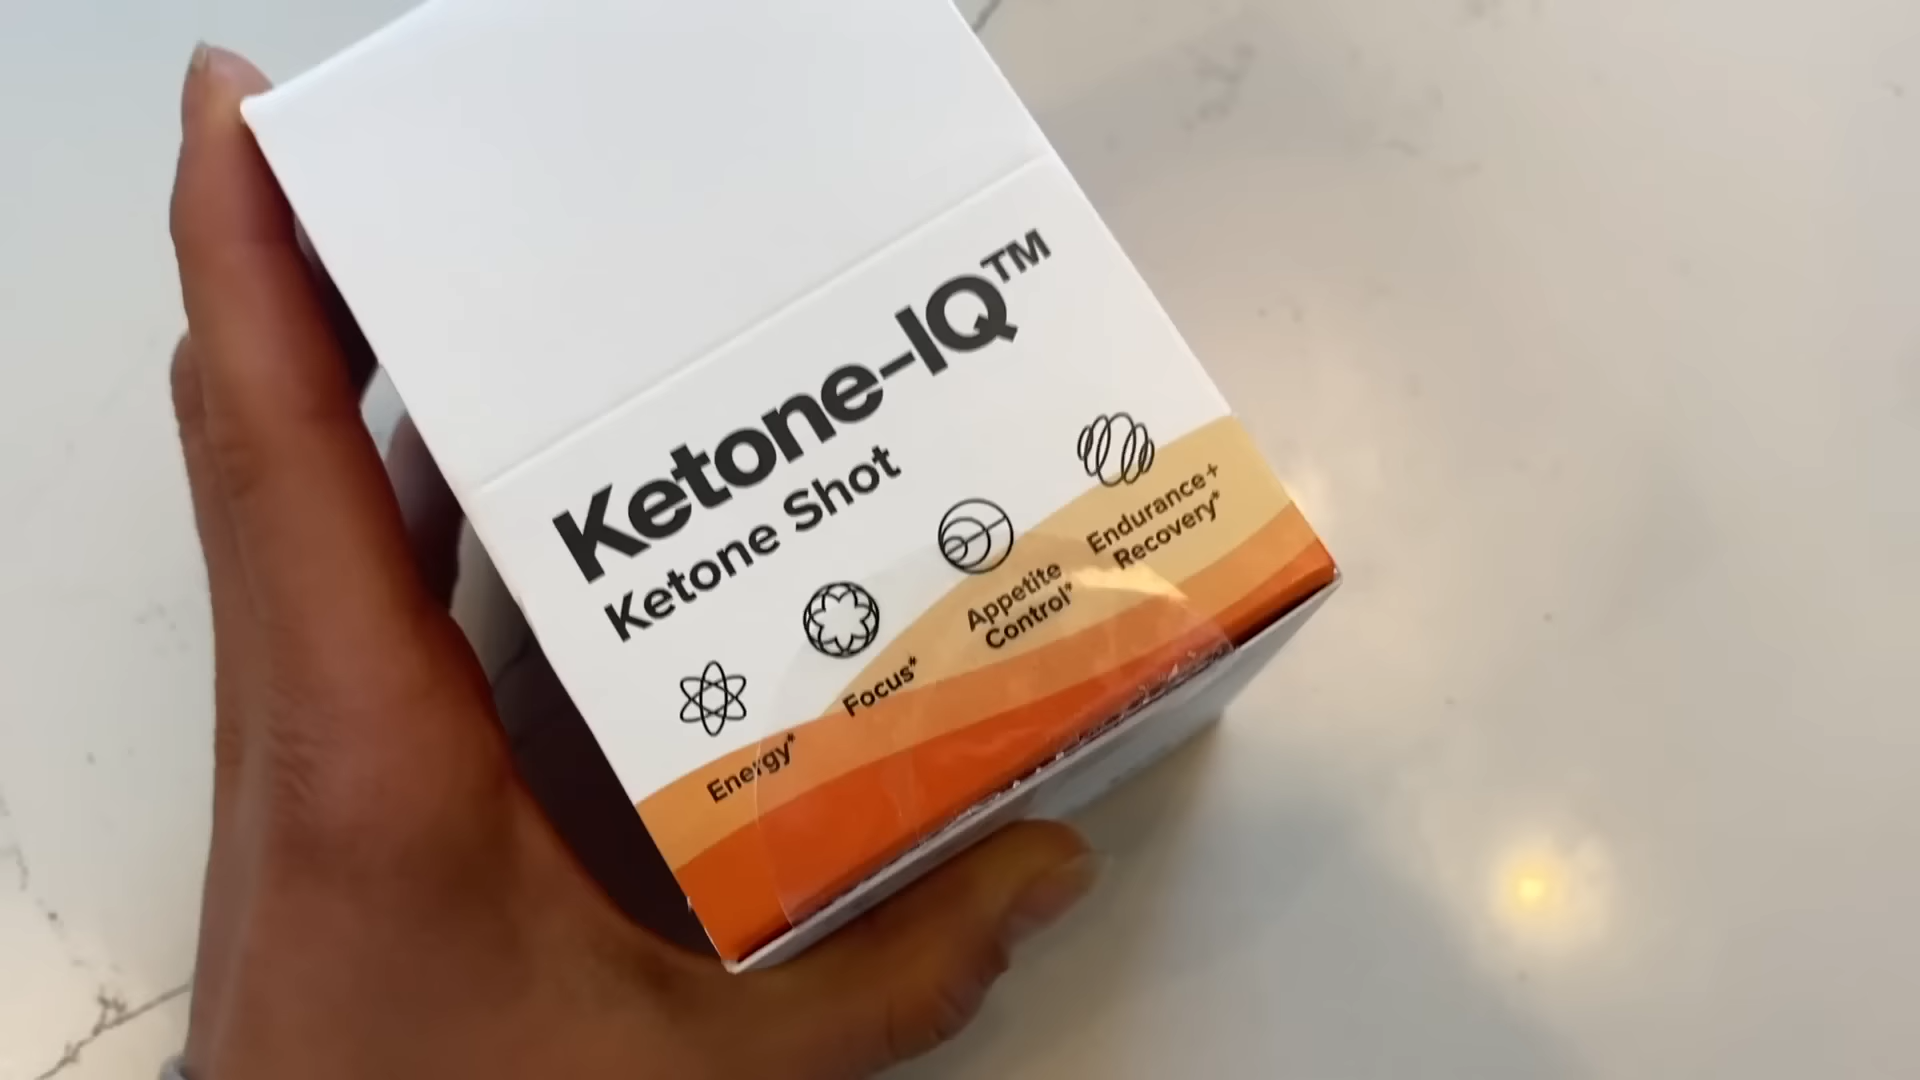 Ketone-IQ™
Ketone Shot
Energy*
Focus*
Appetite
Control*
Endurance+
Recovery*